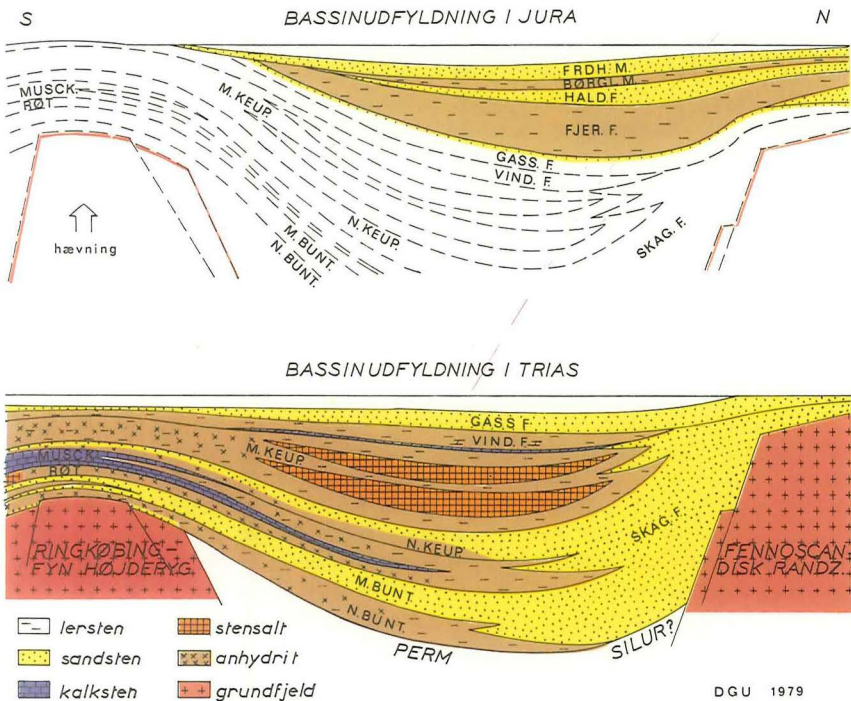 S BASSINUDFYLDNING I JURA N
FRDH. M.
BØRGL. M.
HALD F.
FJER. F.
MUSCK.
RØT
M. KEUP.
GASS. F.
VIND. F.
N. KEUP.
M. BUNT.
N. BUNT.
SKAG. F.
hævning
BASSINUDFYLDNING I TRIAS
GASS F.
VIND. F.
M. KEUP.
MUSCK.
RØT
SKAG. F.
N. KEUP.
M. BUNT.
N. BUNT.
RINGKØBING-
FYN HØJDERYG
FENNOSCAN-
DISK RANDZ.
PERM
SILUR?
lersten
stensalt
sandsten
anhydrit
kalksten
grundfjeld
DGU 1979